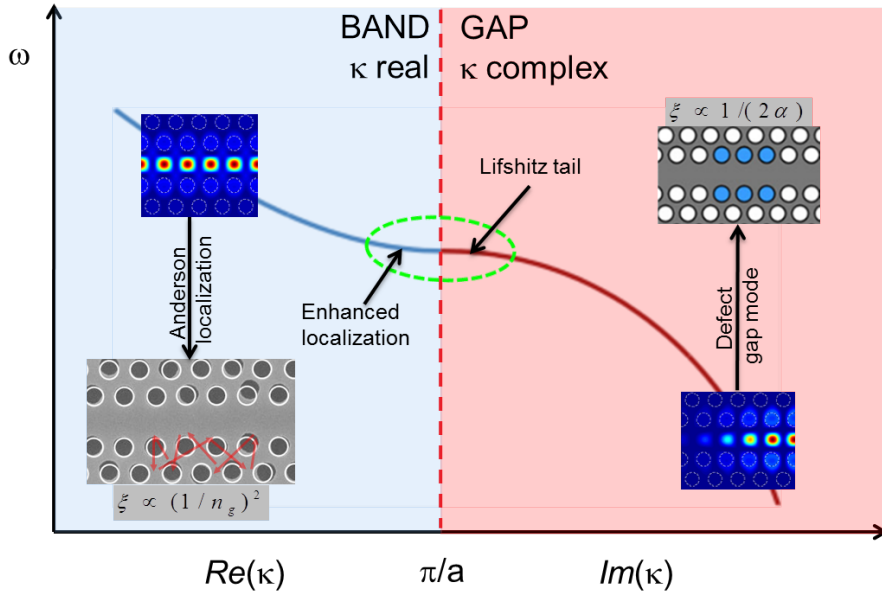 BAND
GAP
κ real
κ complex
ω
ξ ∝ 1/(2α)
Lifshitz tail
Anderson
localization
Enhanced
localization
Defect
gap mode
ξ ∝ (1/n_g)²
Re(κ)
π/a
Im(κ)